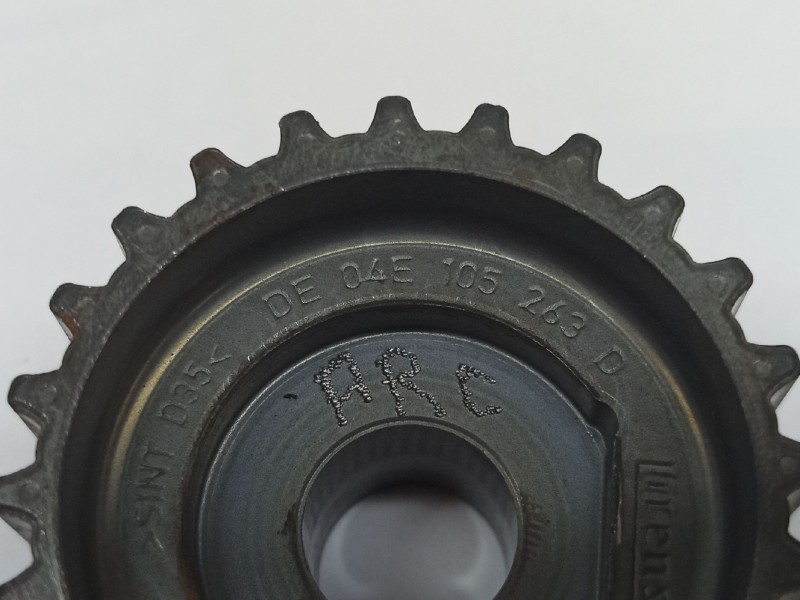 >SINT D35< DE 04E 105 263 D
ARC